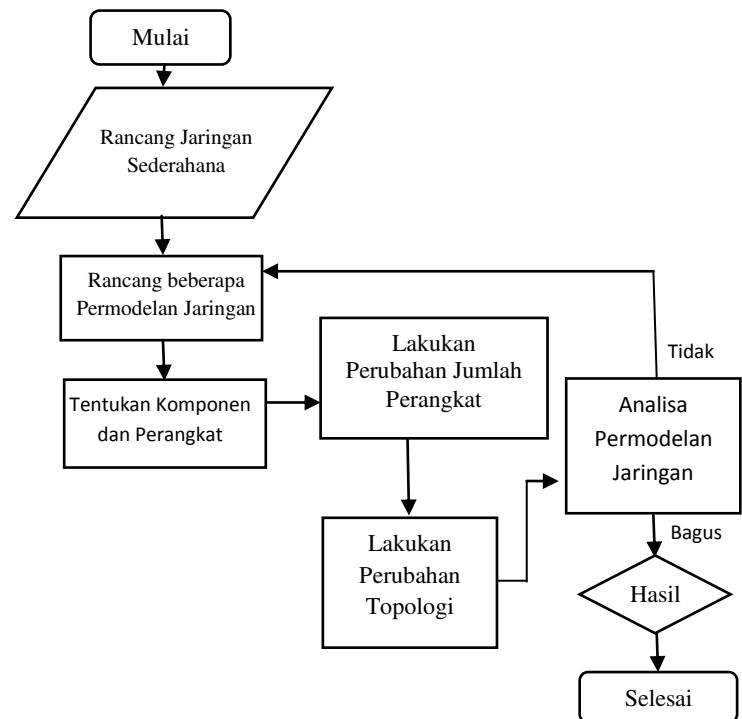 Mulai
Rancang Jaringan
Sederahana
Rancang beberapa
Permodelan Jaringan
Tentukan Komponen
dan Perangkat
Lakukan
Perubahan Jumlah
Perangkat
Lakukan
Perubahan
Topologi
Tidak
Analisa
Permodelan
Jaringan
Bagus
Hasil
Selesai